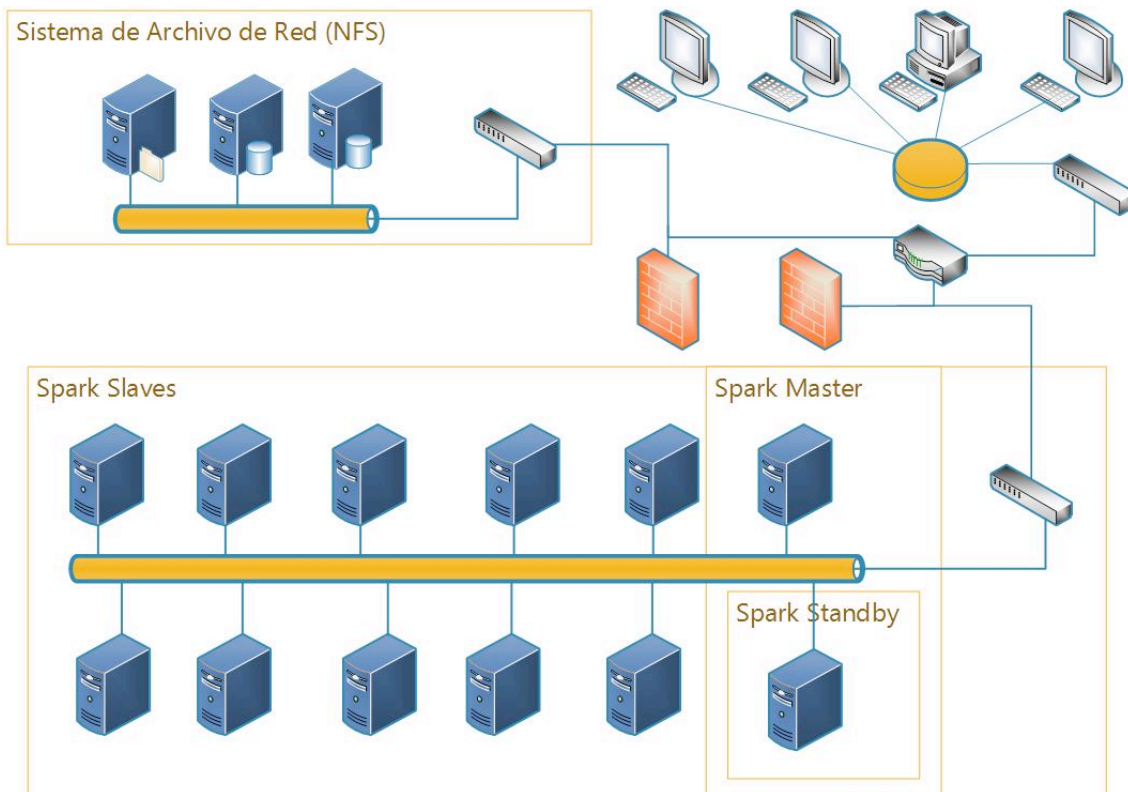 Sistema de Archivo de Red (NFS)
Spark Slaves
Spark Master
Spark Standby